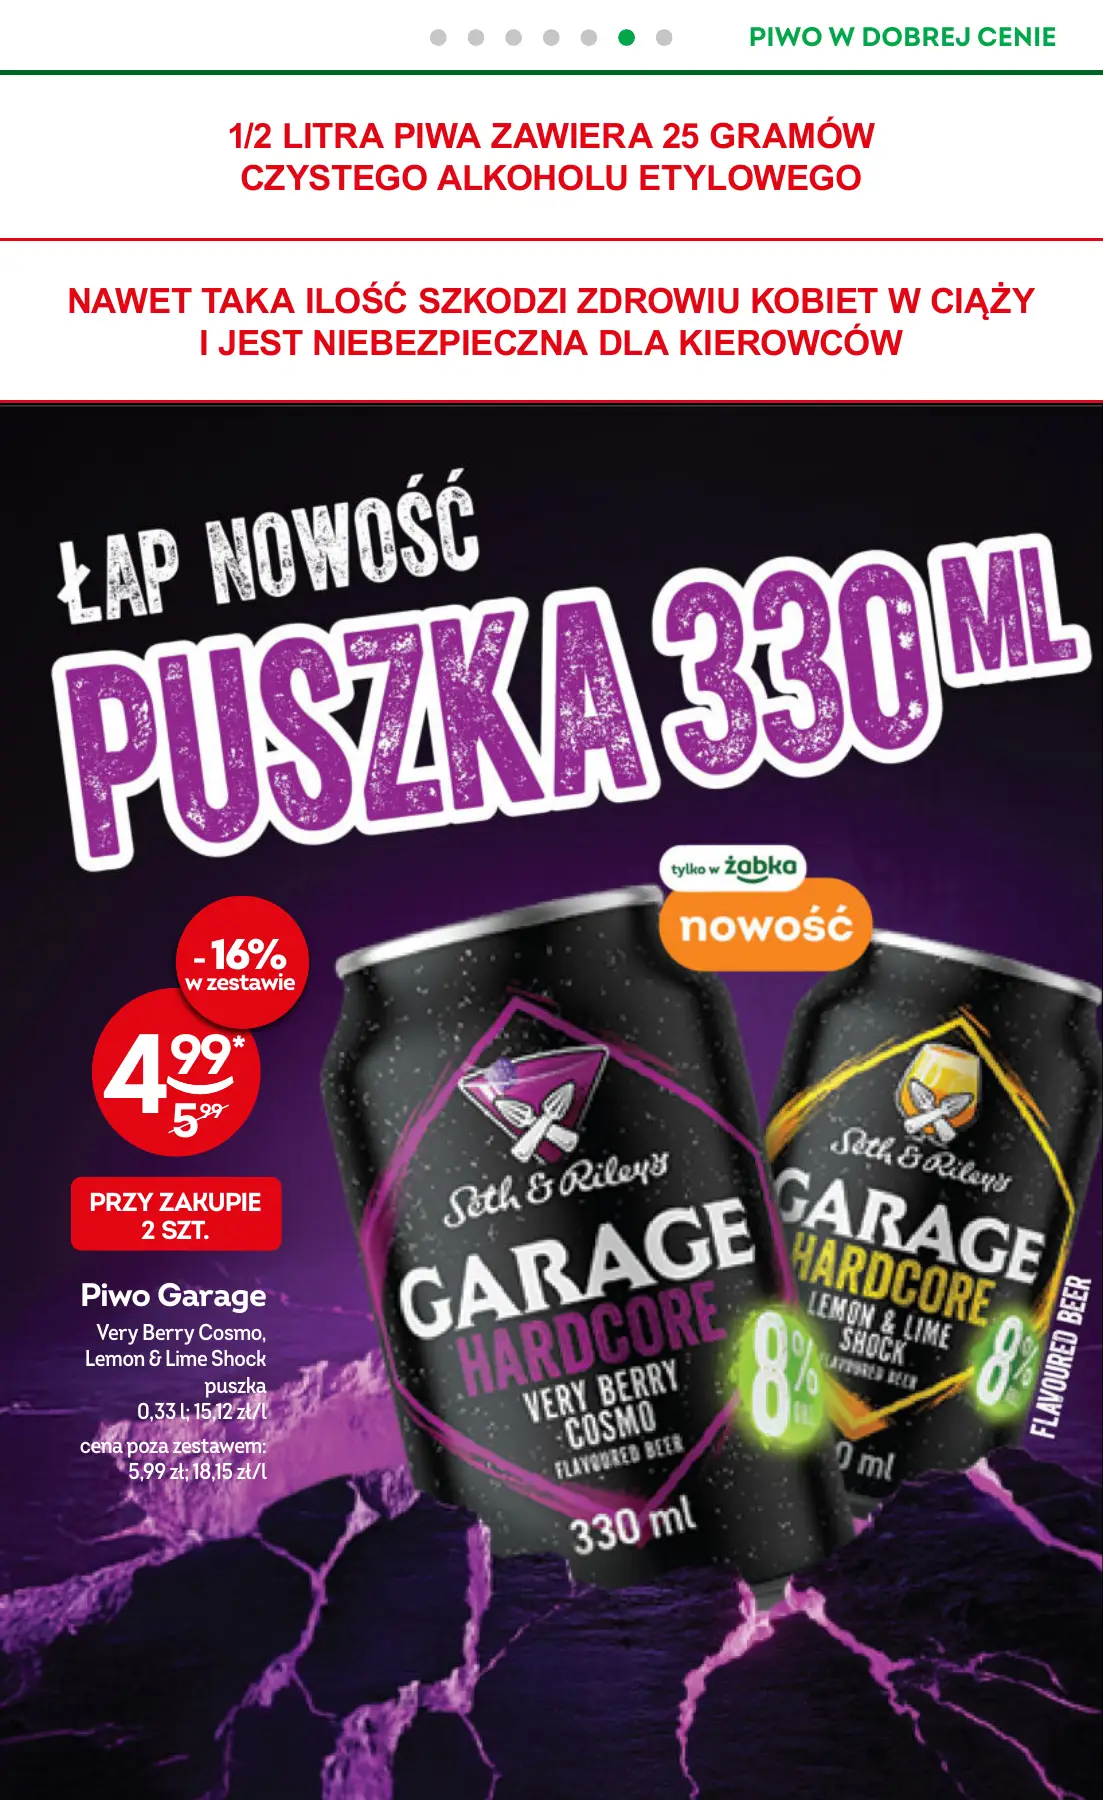 PIWO W DOBREJ CENIE
1/2 LITRA PIWA ZAWIERA 25 GRAMÓW
CZYSTEGO ALKOHOLU ETYLOWEGO
NAWET TAKA ILOŚĆ SZKODZI ZDROWIU KOBIET W CIĄŻY
I JEST NIEBEZPIECZNA DLA KIEROWCÓW
ŁAP NOWOŚĆ
PUSZKA 330 ML
tylko w żabka
nowość
- 16%
w zestawie
4 99*
5 99
PRZY ZAKUPIE
2 SZT.
Piwo Garage
Very Berry Cosmo,
Lemon & Lime Shock
puszka
0,33 l; 15,12 zł/l
cena poza zestawem:
5,99 zł; 18,15 zł/l
Seth & Riley's
GARAGE
HARDCORE
VERY BERRY
COSMO
FLAVOURED BEER
8%
330 ml
Seth & Riley's
GARAGE
HARDCORE
LEMON & LIME
SHOCK
FLAVOURED BEER
8%
0 ml
FLAVOURED BEER